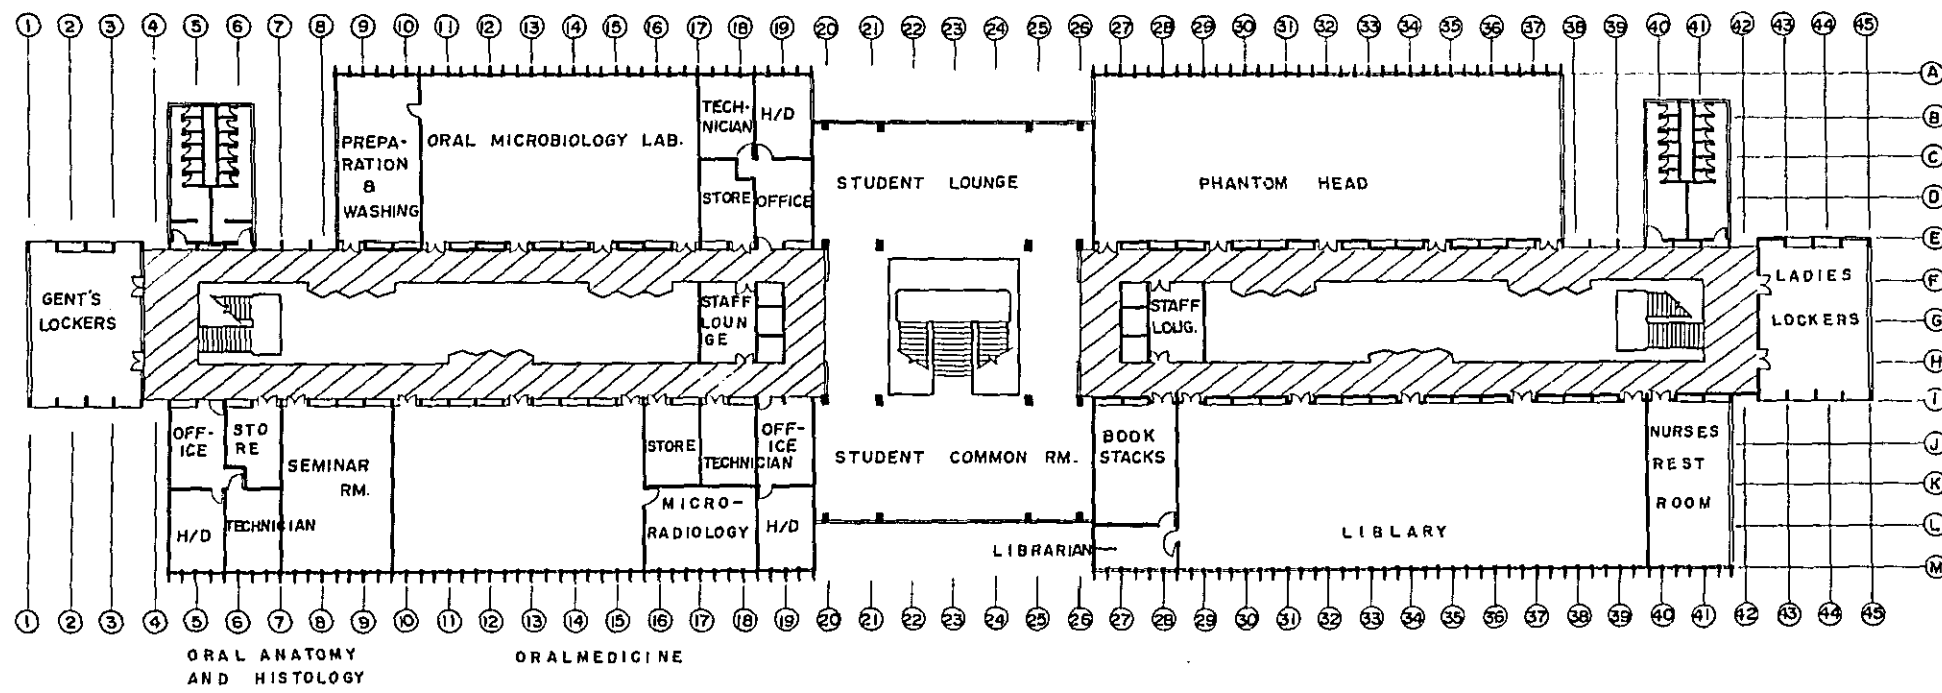 1 2 3 4 5 6 7 8 9 10 11 12 13 14 15 16 17 18 19 20 21 22 23 24 25 26 27 28 29 30 31 32 33 34 35 36 37 38 39 40 41 42 43 44 45
A
B
C
D
E
F
G
H
I
J
K
L
M
PREPA-
RATION
&
WASHING
ORAL MICROBIOLOGY LAB.
TECH-
NICIAN
H/D
STORE
OFFICE
STUDENT LOUNGE
PHANTOM HEAD
GENT'S
LOCKERS
STAFF
LOUN
GE
STAFF
LOUG.
LADIES
LOCKERS
OFF-
ICE
STO
RE
SEMINAR
RM.
H/D
TECHNICIAN
STORE
TECHNICIAN
OFF-
ICE
MICRO-
RADIOLOGY
H/D
STUDENT COMMON RM.
BOOK
STACKS
LIBRARIAN
LIBLARY
NURSES
REST
ROOM
1 2 3 4 5 6 7 8 9 10 11 12 13 14 15 16 17 18 19 20 21 22 23 24 25 26 27 28 29 30 31 32 33 34 35 36 37 38 39 40 41 42 43 44 45
ORAL ANATOMY
AND HISTOLOGY
ORALMEDICINE